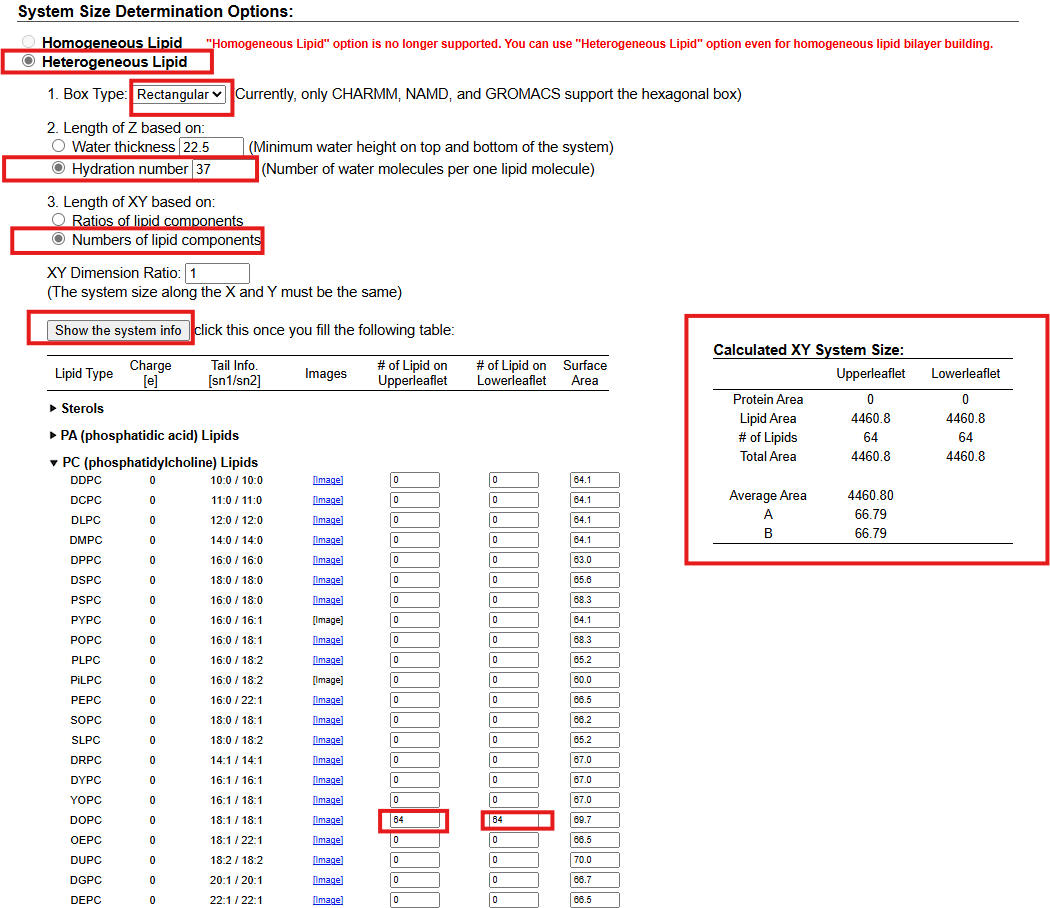 System Size Determination Options:
Homogeneous Lipid "Homogeneous Lipid" option is no longer supported. You can use "Heterogeneous Lipid" option even for homogeneous lipid bilayer building.
Heterogeneous Lipid
1. Box Type: Rectangular Currently, only CHARMM, NAMD, and GROMACS support the hexagonal box)
2. Length of Z based on:
Water thickness 22.5 (Minimum water height on top and bottom of the system)
Hydration number 37 (Number of water molecules per one lipid molecule)
3. Length of XY based on:
Ratios of lipid components
Numbers of lipid components
XY Dimension Ratio: 1
(The system size along the X and Y must be the same)
Show the system info click this once you fill the following table:
Lipid Type Charge [e] Tail Info. [sn1/sn2] Images # of Lipid on Upperleaflet # of Lipid on Lowerleaflet Surface Area
Sterols
PA (phosphatidic acid) Lipids
PC (phosphatidylcholine) Lipids
DDPC 0 10:0 / 10:0 [Image] 0 0 64.1
DCPC 0 11:0 / 11:0 [Image] 0 0 64.1
DLPC 0 12:0 / 12:0 [Image] 0 0 64.1
DMPC 0 14:0 / 14:0 [Image] 0 0 64.1
DPPC 0 16:0 / 16:0 [Image] 0 0 63.0
DSPC 0 18:0 / 18:0 [Image] 0 0 65.6
PSPC 0 16:0 / 18:0 [Image] 0 0 68.3
PYPC 0 16:0 / 16:1 [Image] 0 0 64.1
POPC 0 16:0 / 18:1 [Image] 0 0 68.3
PLPC 0 16:0 / 18:2 [Image] 0 0 65.2
PiLPC 0 16:0 / 18:2 [Image] 0 0 60.0
PEPC 0 16:0 / 22:1 [Image] 0 0 66.5
SOPC 0 18:0 / 18:1 [Image] 0 0 66.2
SLPC 0 18:0 / 18:2 [Image] 0 0 65.2
DRPC 0 14:1 / 14:1 [Image] 0 0 67.0
DYPC 0 16:1 / 16:1 [Image] 0 0 67.0
YOPC 0 16:1 / 18:1 [Image] 0 0 67.0
DOPC 0 18:1 / 18:1 [Image] 64 64 69.7
OEPC 0 18:1 / 22:1 [Image] 0 0 66.5
DUPC 0 18:2 / 18:2 [Image] 0 0 70.0
DGPC 0 20:1 / 20:1 [Image] 0 0 66.7
DEPC 0 22:1 / 22:1 [Image] 0 0 66.5
Calculated XY System Size:
Upperleaflet Lowerleaflet
Protein Area 0 0
Lipid Area 4460.8 4460.8
# of Lipids 64 64
Total Area 4460.8 4460.8
Average Area 4460.80
A 66.79
B 66.79